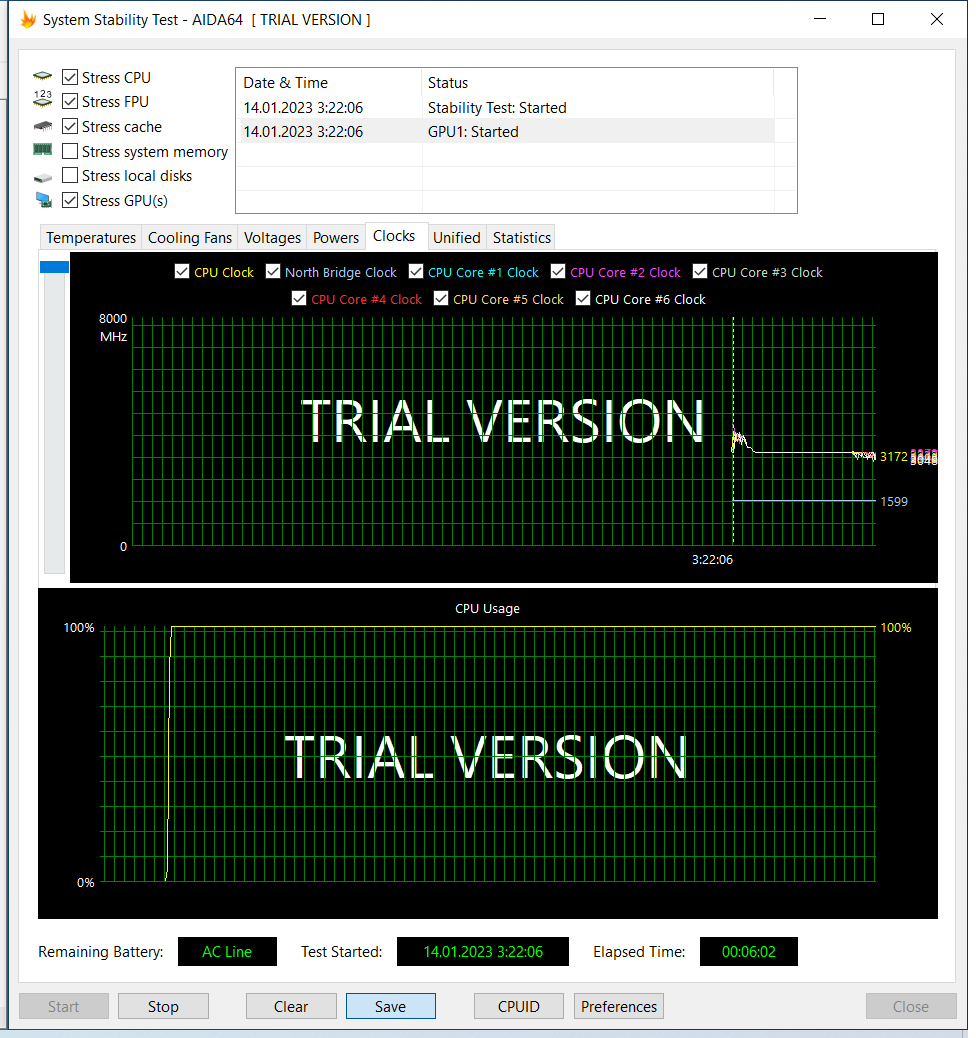 System Stability Test - AIDA64 [ TRIAL VERSION ]
Stress CPU
123
Stress FPU
Stress cache
Stress system memory
Stress local disks
Stress GPU(s)
Date & Time Status
14.01.2023 3:22:06 Stability Test: Started
14.01.2023 3:22:06 GPU1: Started
Temperatures Cooling Fans Voltages Powers Clocks Unified Statistics
CPU Clock North Bridge Clock CPU Core #1 Clock CPU Core #2 Clock CPU Core #3 Clock
CPU Core #4 Clock CPU Core #5 Clock CPU Core #6 Clock
8000
MHz
TRIAL VERSION
3172
1599
0
3:22:06
CPU Usage
100% 100%
TRIAL VERSION
0%
Remaining Battery: AC Line Test Started: 14.01.2023 3:22:06 Elapsed Time: 00:06:02
Start Stop Clear Save CPUID Preferences Close